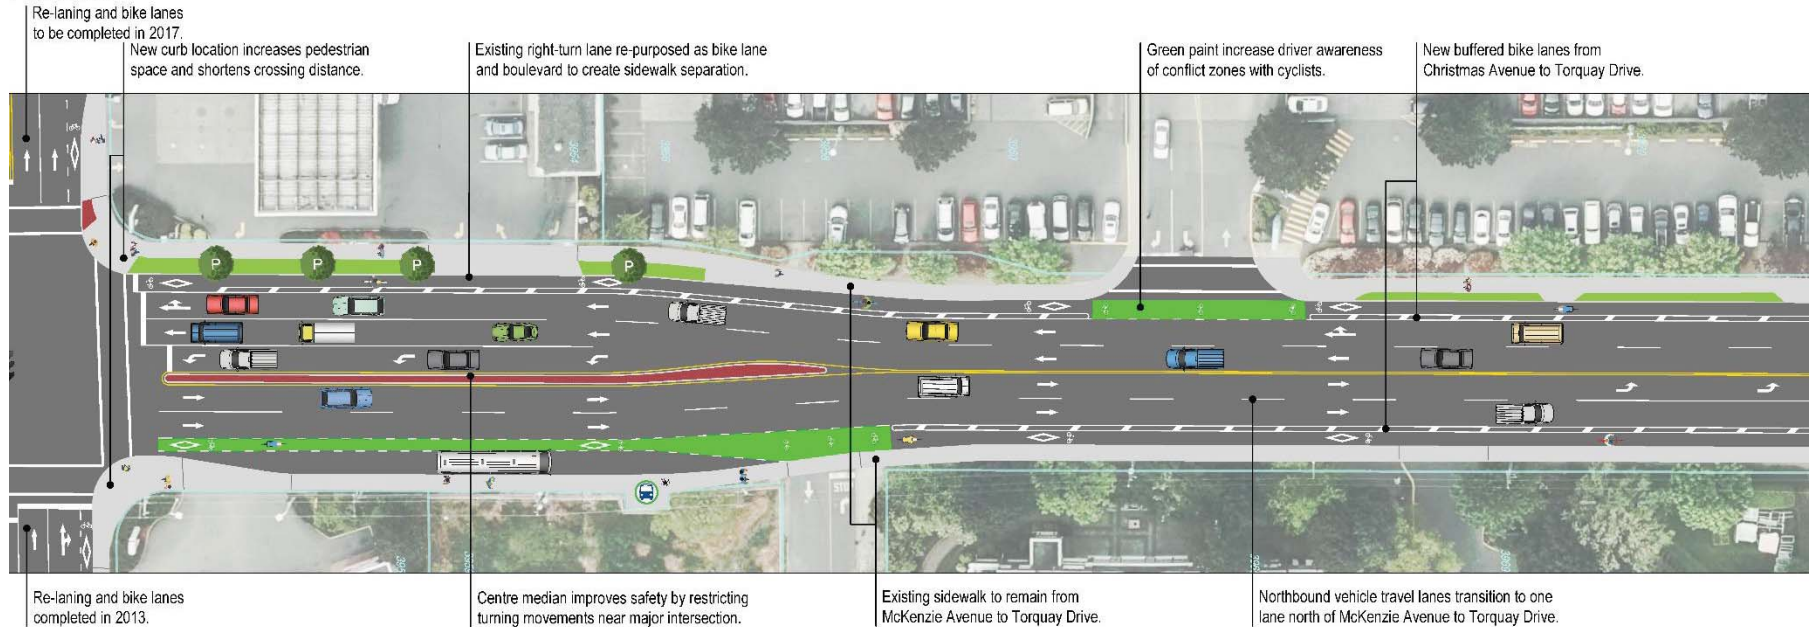 Re-laning and bike lanes
to be completed in 2017.
New curb location increases pedestrian
space and shortens crossing distance.
Existing right-turn lane re-purposed as bike lane
and boulevard to create sidewalk separation.
Green paint increase driver awareness
of conflict zones with cyclists.
New buffered bike lanes from
Christmas Avenue to Torquay Drive.
P
P
P
P
Re-laning and bike lanes
completed in 2013.
Centre median improves safety by restricting
turning movements near major intersection.
Existing sidewalk to remain from
McKenzie Avenue to Torquay Drive.
Northbound vehicle travel lanes transition to one
lane north of McKenzie Avenue to Torquay Drive.